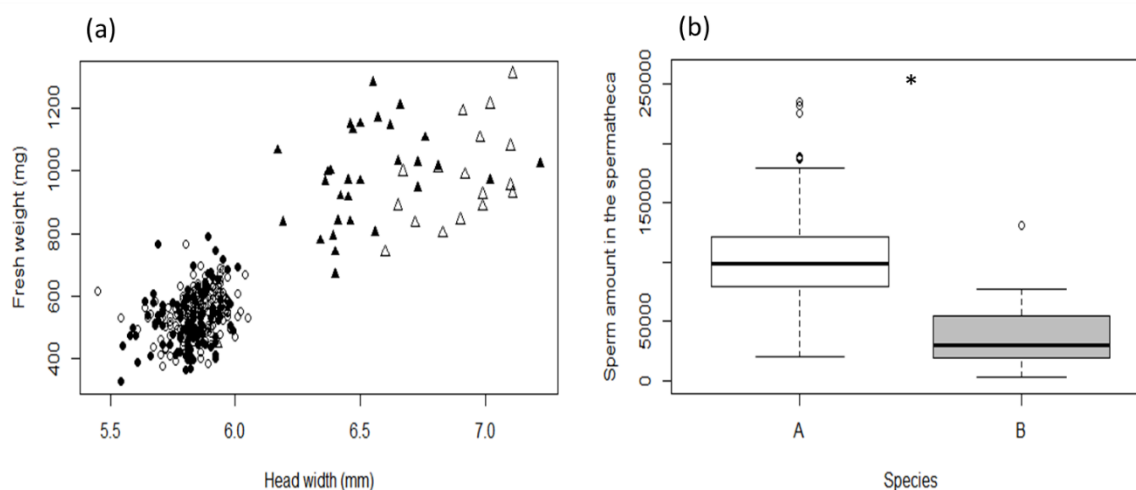 (a)
Fresh weight (mg)
1200
1000
800
600
400
5.5 6.0 6.5 7.0
Head width (mm)
(b)
Sperm amount in the spermatheca
250000
150000
50000
0
*
A B
Species